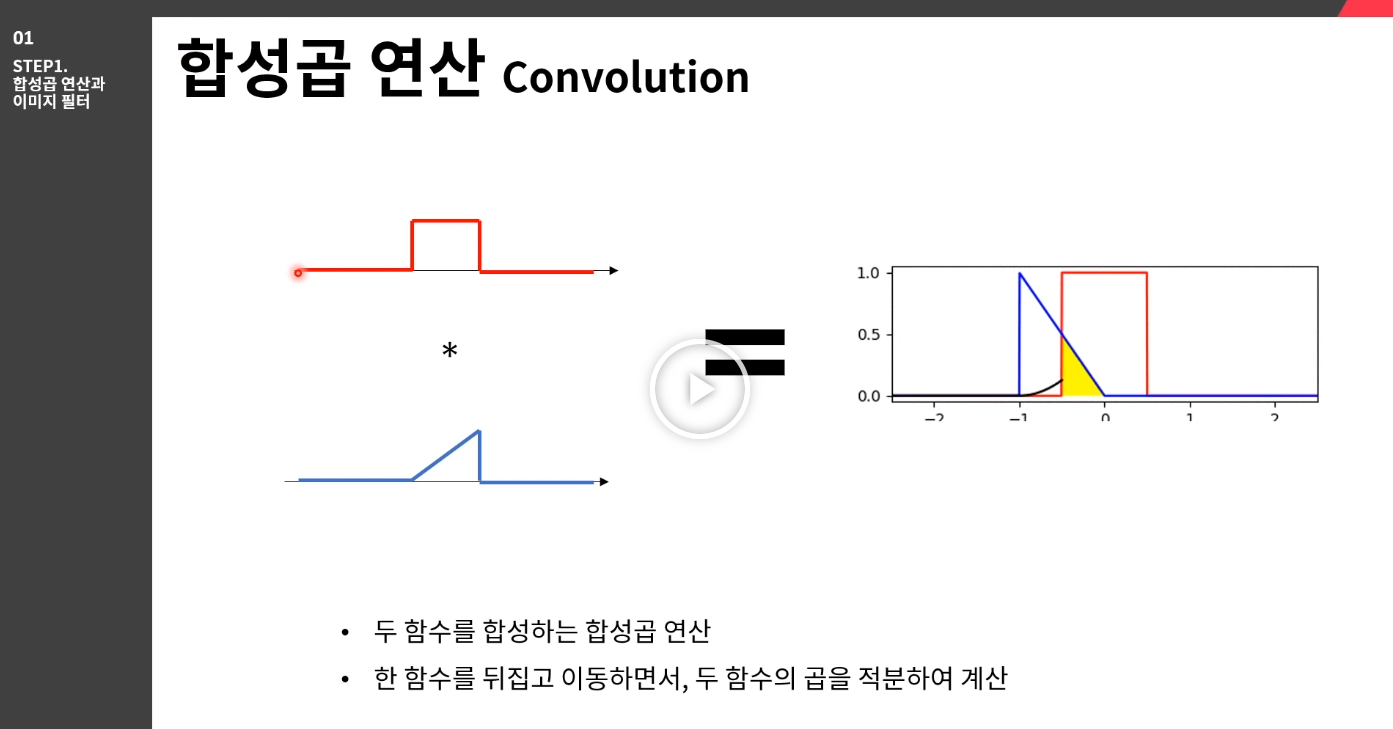 01
STEP1.
합성곱 연산과
이미지 필터
합성곱 연산 Convolution
*
=
1.0
0.5
0.0
−2 −1 0 1 2
• 두 함수를 합성하는 합성곱 연산
• 한 함수를 뒤집고 이동하면서, 두 함수의 곱을 적분하여 계산